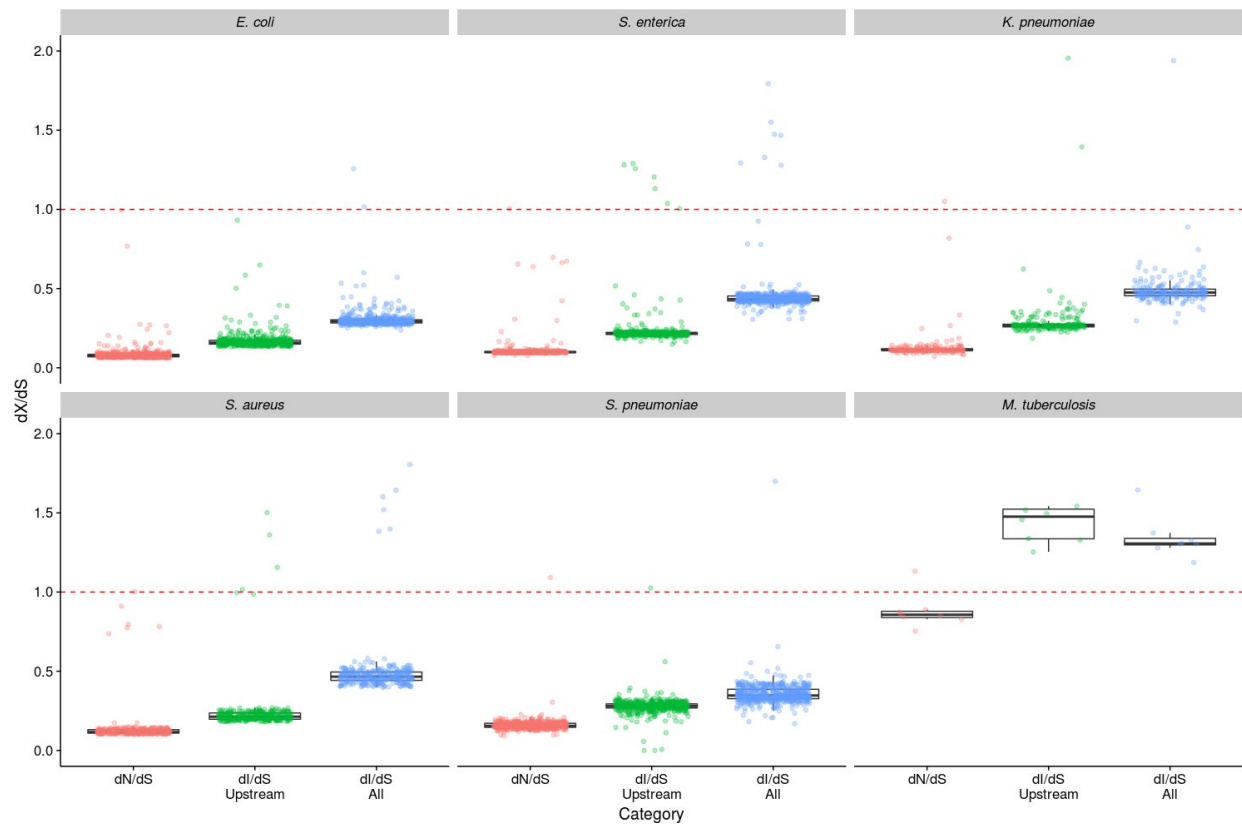 E. coli
S. enterica
K. pneumoniae
2.0
1.5
1.0
0.5
0.0
dX/dS
S. aureus
S. pneumoniae
M. tuberculosis
2.0
1.5
1.0
0.5
0.0
dN/dS
dI/dS
Upstream
dI/dS
All
dN/dS
dI/dS
Upstream
dI/dS
All
dN/dS
dI/dS
Upstream
dI/dS
All
Category